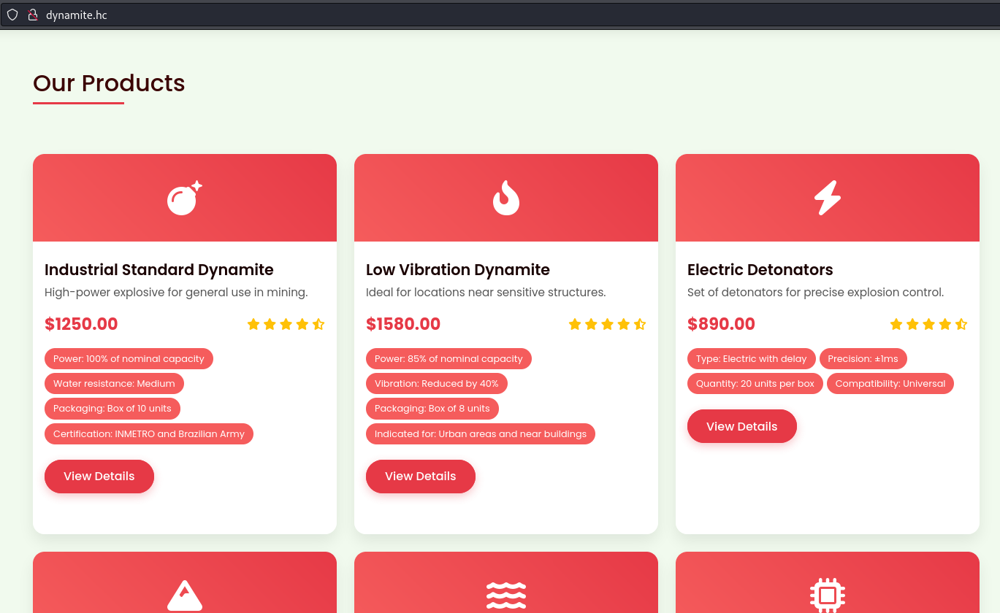 dynamite.hc
Our Products
Industrial Standard Dynamite
High-power explosive for general use in mining.
$1250.00
Power: 100% of nominal capacity
Water resistance: Medium
Packaging: Box of 10 units
Certification: INMETRO and Brazilian Army
View Details
Low Vibration Dynamite
Ideal for locations near sensitive structures.
$1580.00
Power: 85% of nominal capacity
Vibration: Reduced by 40%
Packaging: Box of 8 units
Indicated for: Urban areas and near buildings
View Details
Electric Detonators
Set of detonators for precise explosion control.
$890.00
Type: Electric with delay Precision: ±1ms
Quantity: 20 units per box Compatibility: Universal
View Details